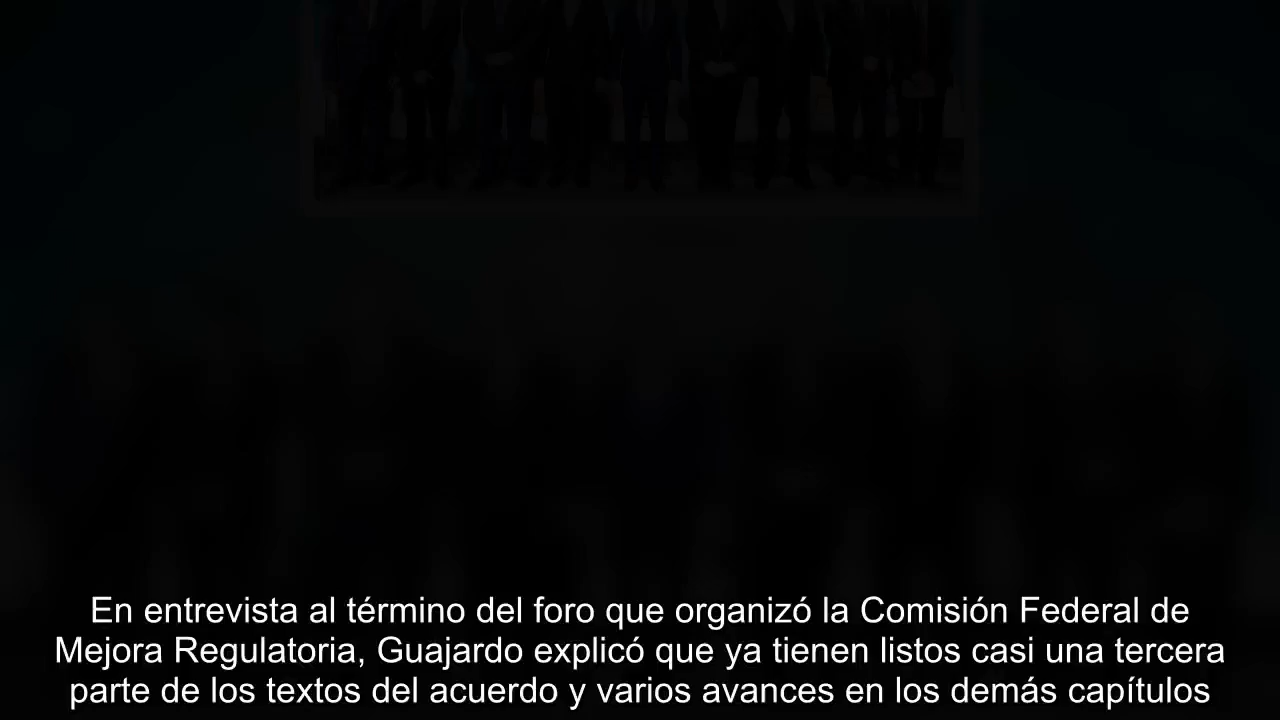 En entrevista al término del foro que organizó la Comisión Federal de
Mejora Regulatoria, Guajardo explicó que ya tienen listos casi una tercera
parte de los textos del acuerdo y varios avances en los demás capítulos